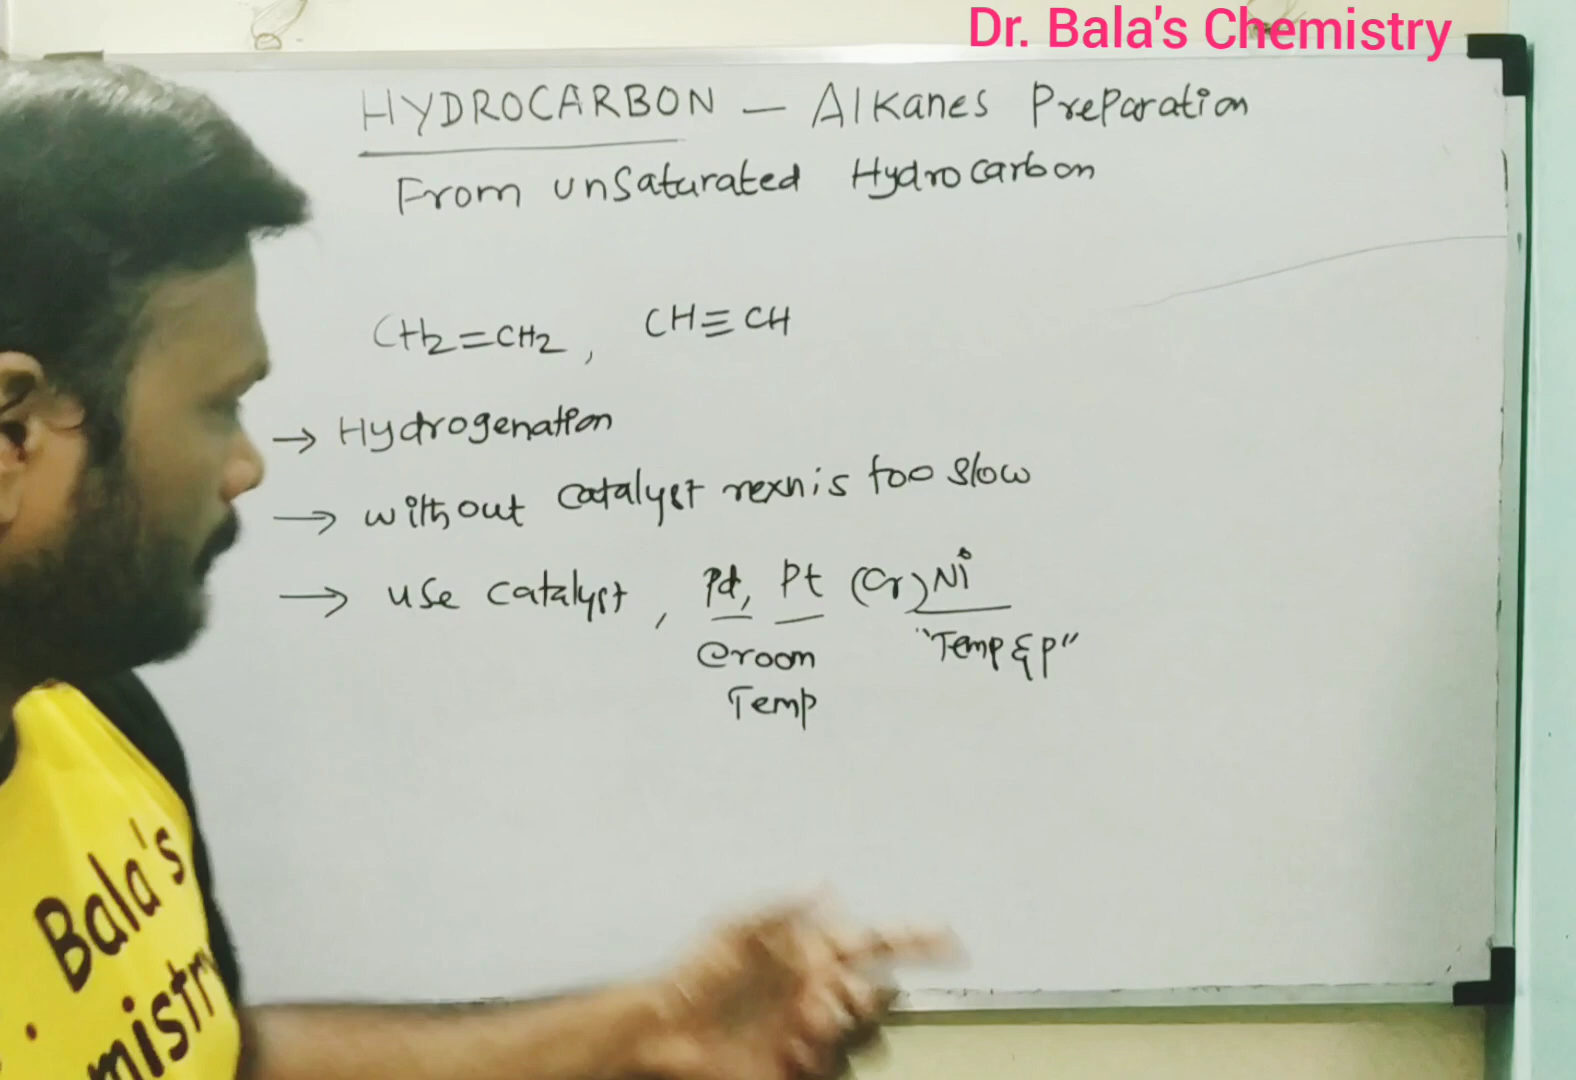 Dr. Bala's Chemistry
HYDROCARBON — Alkanes Preparation
From unsaturated Hydrocarbon
CH2=CH2, CH≡CH
→ Hydrogenation
→ without catalyst rexn is too slow
→ use catalyst, Pd, Pt (or) Ni
@room "Temp & P"
Temp
Bala's
mistry